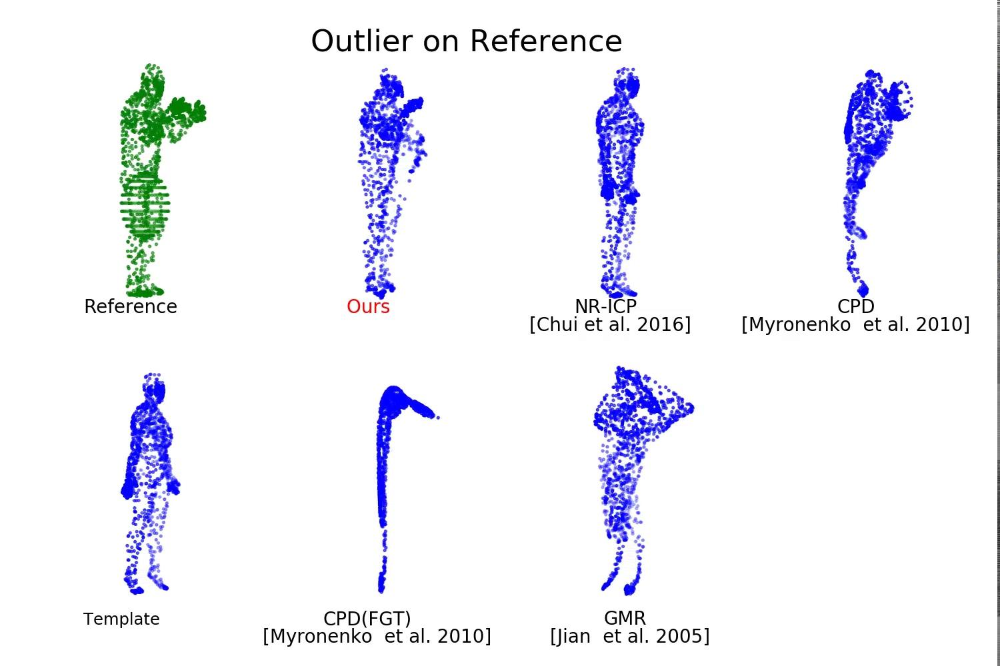 Outlier on Reference
Reference
Ours
NR-ICP
[Chui et al. 2016]
CPD
[Myronenko  et al. 2010]
Template
CPD(FGT)
[Myronenko  et al. 2010]
GMR
[Jian  et al. 2005]